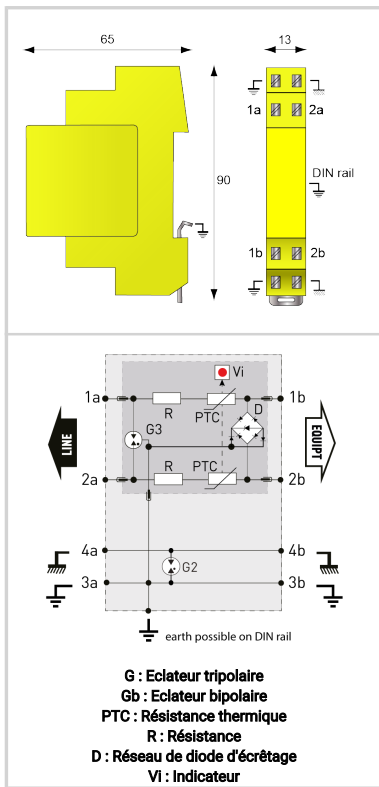 65
13
1a
2a
90
DIN rail
1b
2b
Vi
1a
1b
R
PTC
D
G3
LINE
EQUIPT
R
PTC
2a
2b
4a
4b
G2
3a
3b
earth possible on DIN rail
G : Eclateur tripolaire
Gb : Eclateur bipolaire
PTC : Résistance thermique
R : Résistance
D : Réseau de diode d'écrêtage
Vi : Indicateur